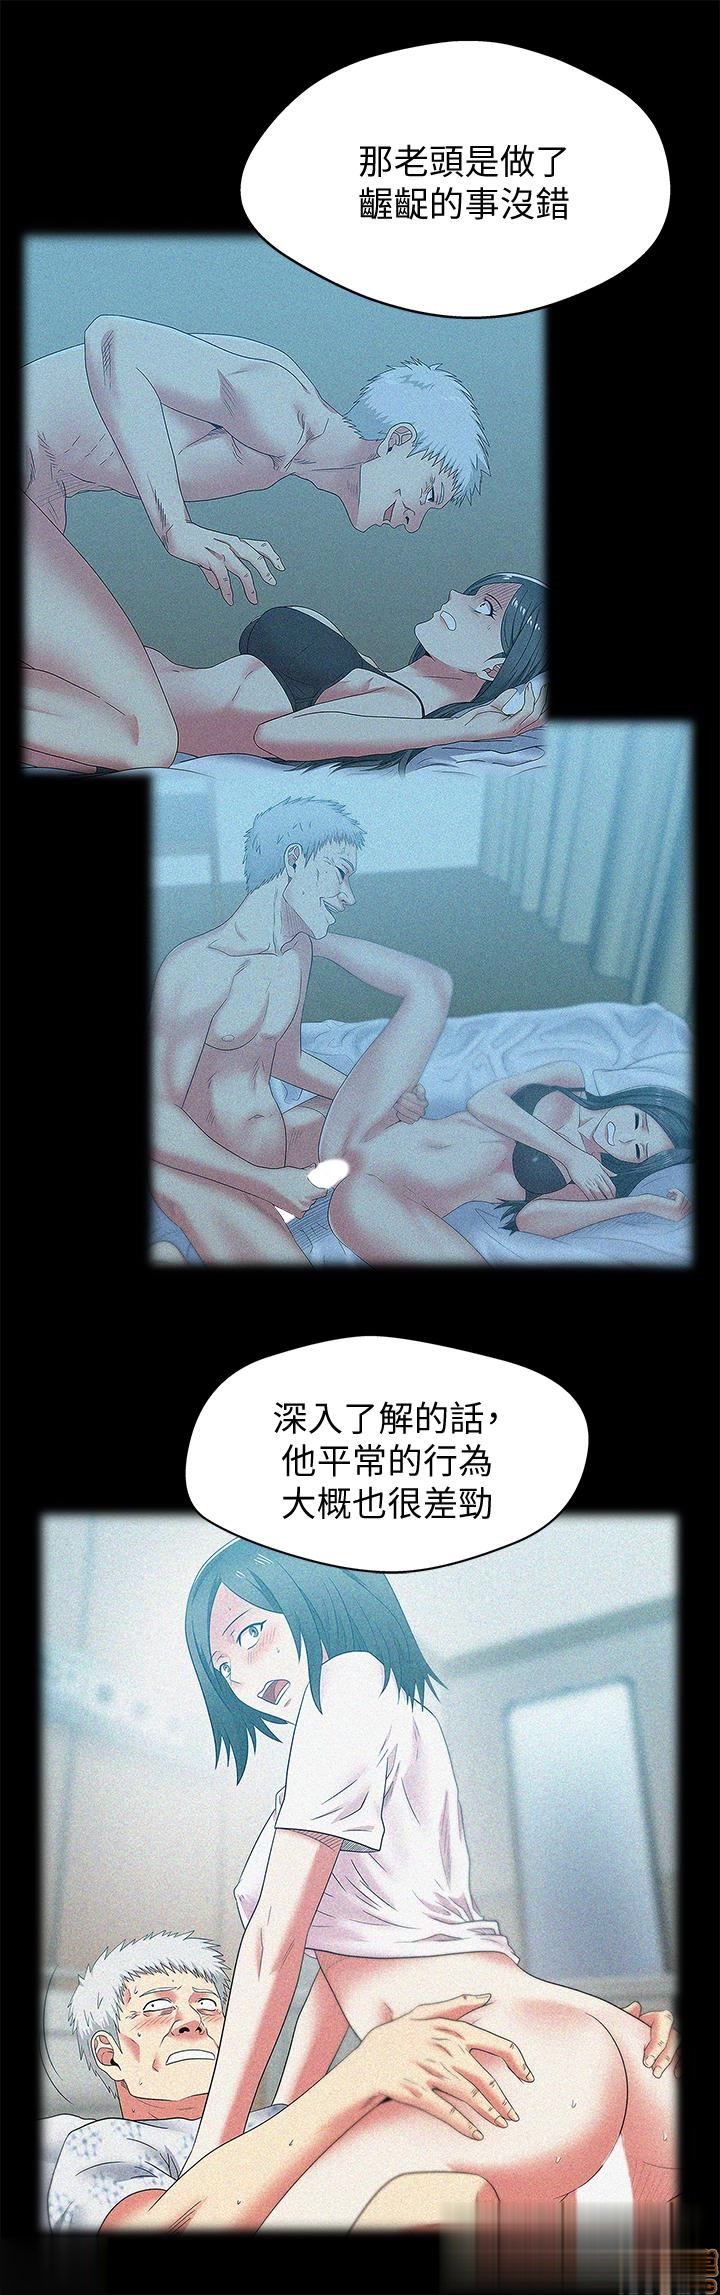 那老頭是做了
齷齪的事沒錯
深入了解的話，
他平常的行為
大概也很差勁